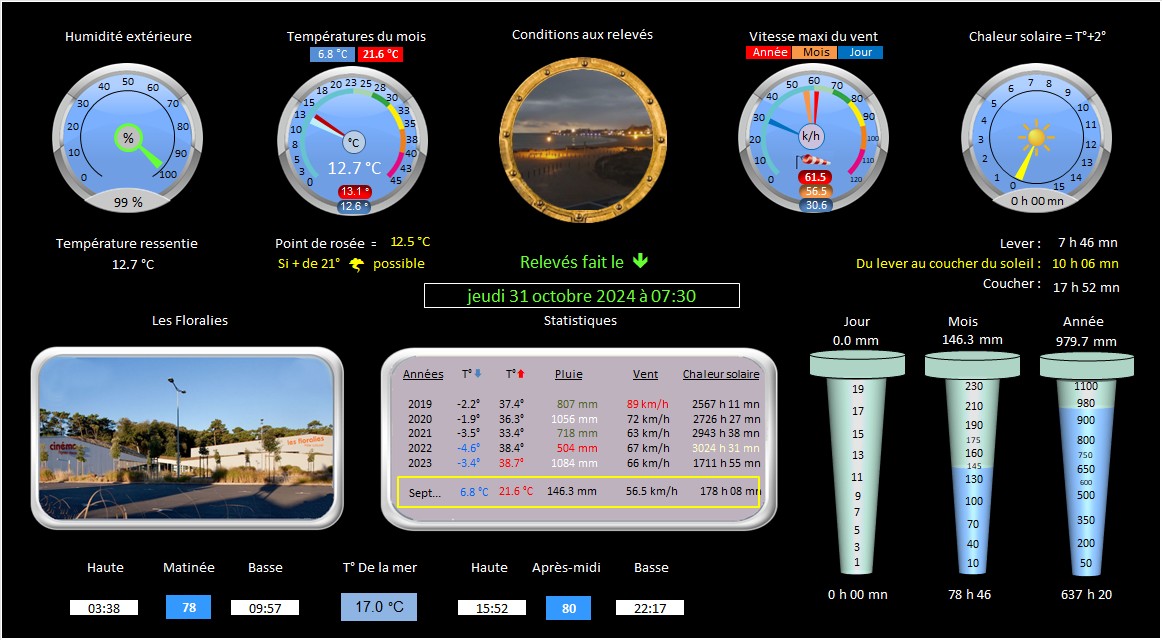 Humidité extérieure
Températures du mois
6.8 °C 21.6 °C
Conditions aux relevés
Vitesse maxi du vent
Année Mois Jour
Chaleur solaire = T°+2°
0 10 20 30 40 50 60 70 80 90 100
%
99 %
0 3 5 8 10 13 15 18 20 23 25 28 30 33 35 38 40 43 45
°C
12.7 °C
13.1 °
12.6 °
0 10 20 30 40 50 60 70 80 90 100 110 120
k/h
61.5
56.5
30.6
0 1 2 3 4 5 6 7 8 9 10 11 12 13 14 15
0 h 00 mn
Température ressentie
12.7 °C
Point de rosée = 12.5 °C
Si + de 21° possible
Relevés fait le
jeudi 31 octobre 2024 à 07:30
Lever : 7 h 46 mn
Du lever au coucher du soleil : 10 h 06 mn
Coucher : 17 h 52 mn
Les Floralies
cinéma
les floralies
Statistiques
Années T° T° Pluie Vent Chaleur solaire
2019 -2.2° 37.4° 807 mm 89 km/h 2567 h 11 mn
2020 -1.9° 36.3° 1056 mm 72 km/h 2726 h 27 mn
2021 -3.5° 33.4° 718 mm 63 km/h 2943 h 38 mn
2022 -4.6° 38.4° 504 mm 67 km/h 3024 h 31 mn
2023 -3.4° 38.7° 1084 mm 66 km/h 1711 h 55 mn
Sept... 6.8 °C 21.6 °C 146.3 mm 56.5 km/h 178 h 08 mn
Jour
0.0 mm
19
17
15
13
11
9
7
5
3
1
0 h 00 mn
Mois
146.3 mm
230
210
190
175
160
145
130
100
70
40
10
78 h 46
Année
979.7 mm
1100
980
900
800
750
650
600
500
350
200
50
637 h 20
Haute Matinée Basse
03:38 78 09:57
T° De la mer
17.0 °C
Haute Après-midi Basse
15:52 80 22:17